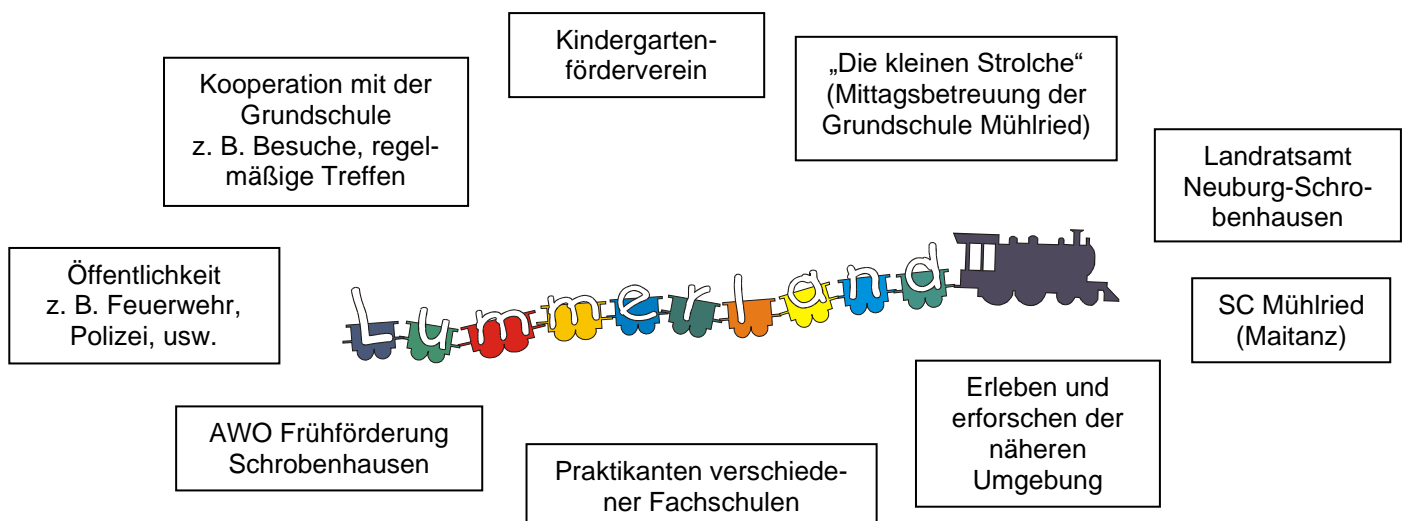 Kindergarten-
förderverein
„Die kleinen Strolche“
(Mittagsbetreuung der
Grundschule Mühlried)
Kooperation mit der
Grundschule
z. B. Besuche, regel-
mäßige Treffen
Landratsamt
Neuburg-Schro-
benhausen
Öffentlichkeit
z. B. Feuerwehr,
Polizei, usw.
Lummerland
SC Mühlried
(Maitanz)
Erleben und
erforschen der
näheren
Umgebung
AWO Frühförderung
Schrobenhausen
Praktikanten verschiede-
ner Fachschulen